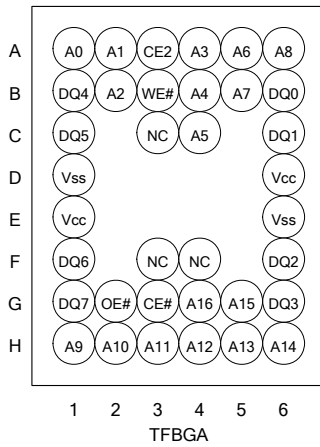 A A0 A1 CE2 A3 A6 A8
B DQ4 A2 WE# A4 A7 DQ0
C DQ5 NC A5 DQ1
D Vss Vcc
E Vcc Vss
F DQ6 NC NC DQ2
G DQ7 OE# CE# A16 A15 DQ3
H A9 A10 A11 A12 A13 A14
1 2 3 4 5 6
TFBGA